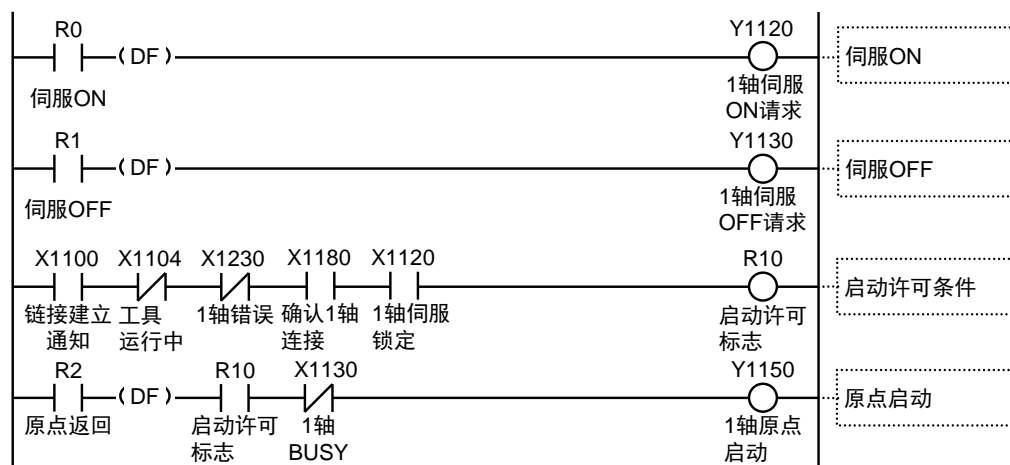 R0 Y1120
( DF )
伺服ON
伺服ON
1轴伺服
ON请求
R1 Y1130
( DF )
伺服OFF
伺服OFF
1轴伺服
OFF请求
X1100 X1104 X1230 X1180 X1120 R10
启动许可条件
链接建立 工具 1轴错误 确认1轴 1轴伺服 启动许可
通知 运行中 连接 锁定 标志
R2 R10 X1130 Y1150
( DF )
原点启动
原点返回 启动许可 1轴 1轴原点
标志 BUSY 启动